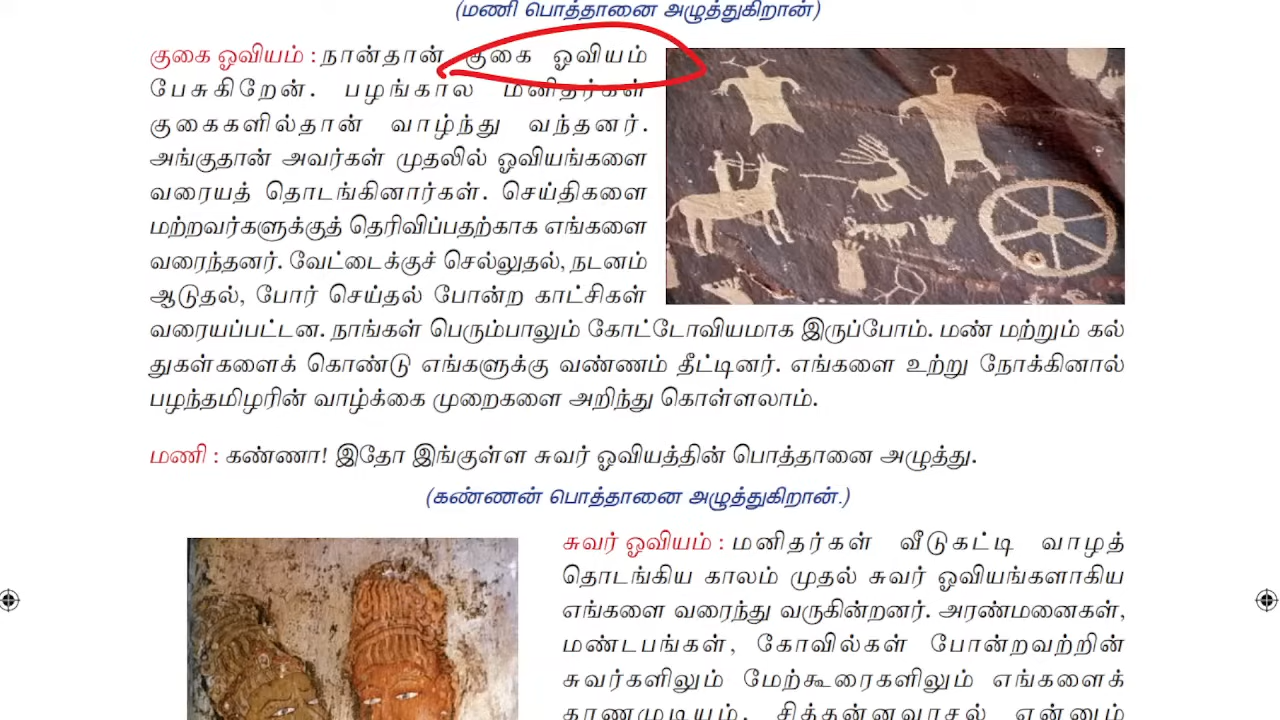 (மணி பொத்தானை அழுத்துகிறான்)
குகை ஓவியம் : நான்தான் குகை ஓவியம்
பேசுகிறேன். பழங்கால மனிதர்கள்
குகைகளில்தான் வாழ்ந்து வந்தனர்.
அங்குதான் அவர்கள் முதலில் ஓவியங்களை
வரையத் தொடங்கினார்கள். செய்திகளை
மற்றவர்களுக்குத் தெரிவிப்பதற்காக எங்களை
வரைந்தனர். வேட்டைக்குச் செல்லுதல், நடனம்
ஆடுதல், போர் செய்தல் போன்ற காட்சிகள்
வரையப்பட்டன. நாங்கள் பெரும்பாலும் கோட்டோவியமாக இருப்போம். மண் மற்றும் கல்
துகள்களைக் கொண்டு எங்களுக்கு வண்ணம் தீட்டினர். எங்களை உற்று நோக்கினால்
பழந்தமிழரின் வாழ்க்கை முறைகளை அறிந்து கொள்ளலாம்.
மணி : கண்ணா! இதோ இங்குள்ள சுவர் ஓவியத்தின் பொத்தானை அழுத்து.
(கண்ணன் பொத்தானை அழுத்துகிறான்.)
சுவர் ஓவியம் : மனிதர்கள் வீடுகட்டி வாழத்
தொடங்கிய காலம் முதல் சுவர் ஓவியங்களாகிய
எங்களை வரைந்து வருகின்றனர். அரண்மனைகள்,
மண்டபங்கள், கோவில்கள் போன்றவற்றின்
சுவர்களிலும் மேற்கூரைகளிலும் எங்களைக்
காணமுடியும். சித்தன்னவாசல் என்னும்